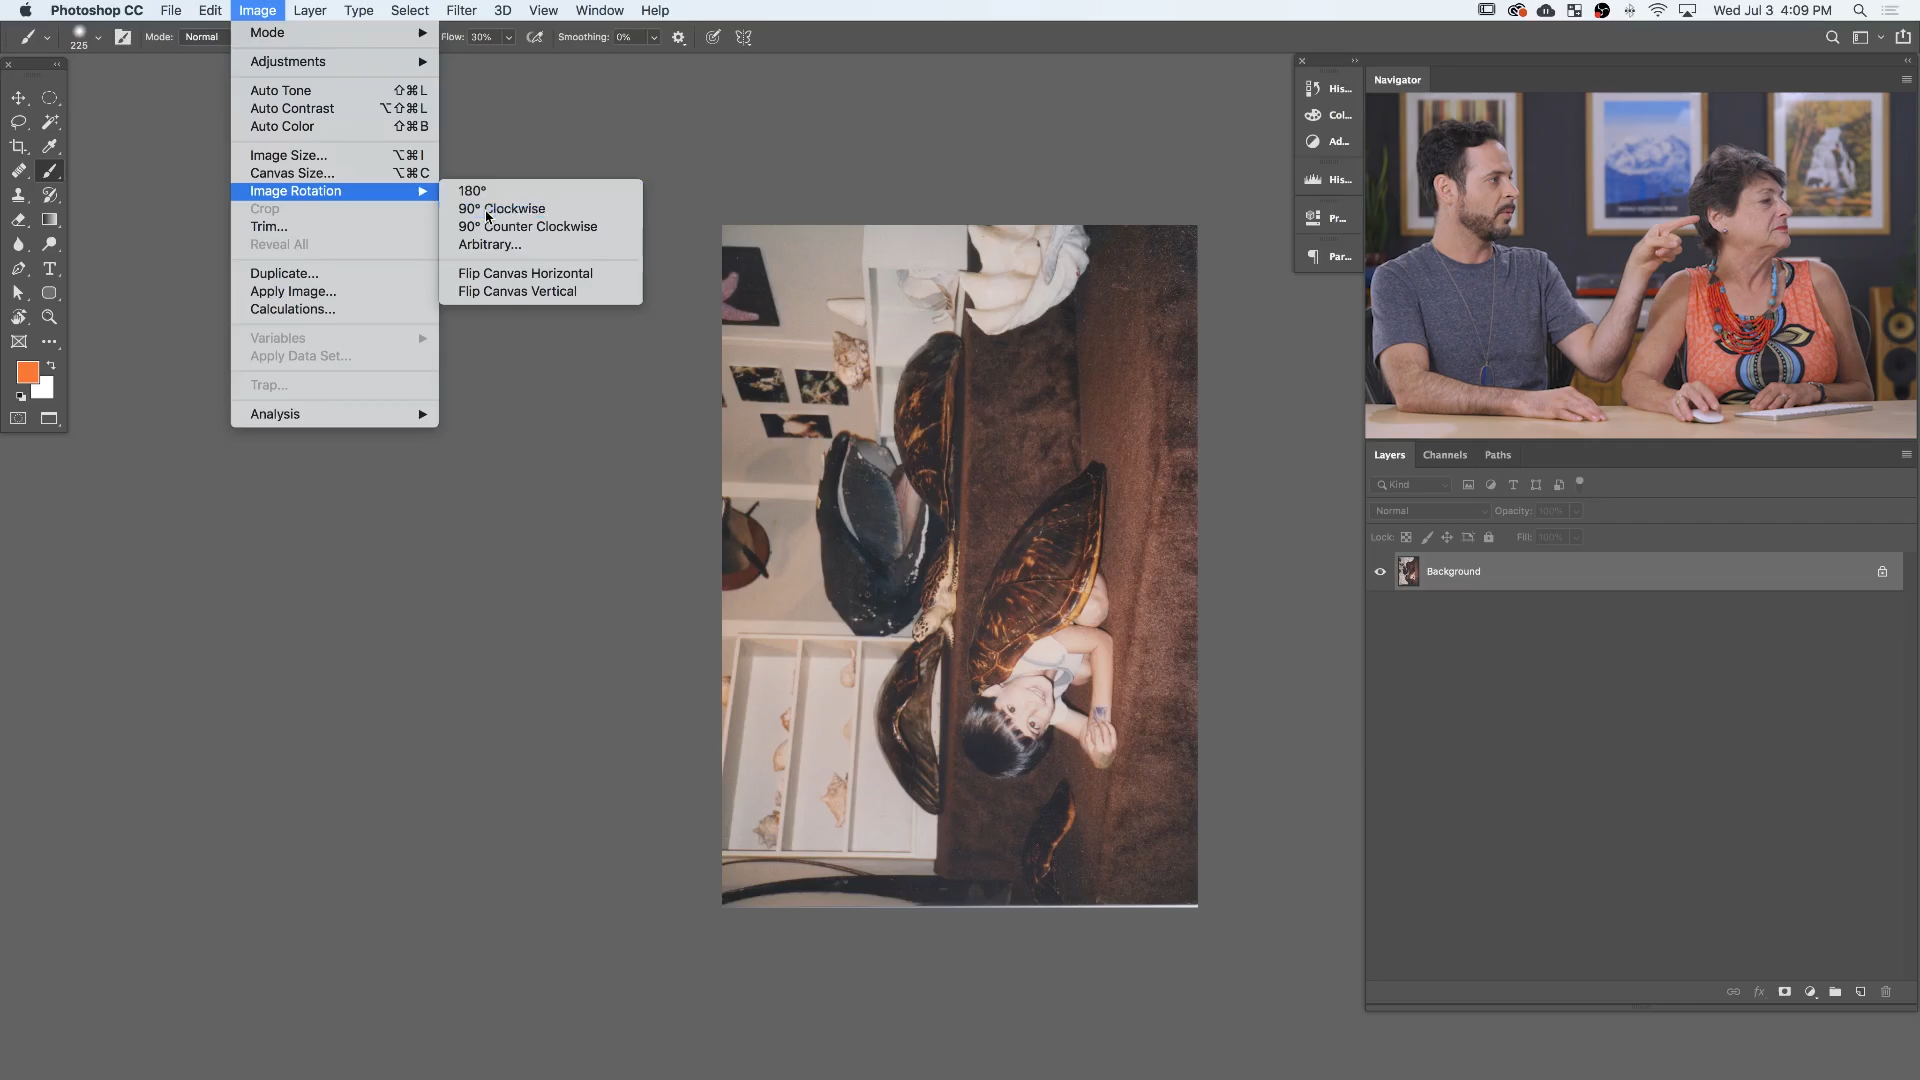 Photoshop CC File Edit Image Layer Type Select Filter 3D View Window Help Wed Jul 3 4:09 PM
225 Mode: Normal Flow: 30% Smoothing: 0%
Mode
Adjustments
Auto Tone ⇧⌘L
Auto Contrast ⌥⇧⌘L
Auto Color ⇧⌘B
Image Size... ⌥⌘I
Canvas Size... ⌥⌘C
Image Rotation
Crop
Trim...
Reveal All
Duplicate...
Apply Image...
Calculations...
Variables
Apply Data Set...
Trap...
Analysis
180°
90° Clockwise
90° Counter Clockwise
Arbitrary...
Flip Canvas Horizontal
Flip Canvas Vertical
His...
Col...
Ad...
His...
Pr...
Par...
Navigator
Layers Channels Paths
Kind
Normal Opacity: 100%
Lock: Fill: 100%
Background
fx